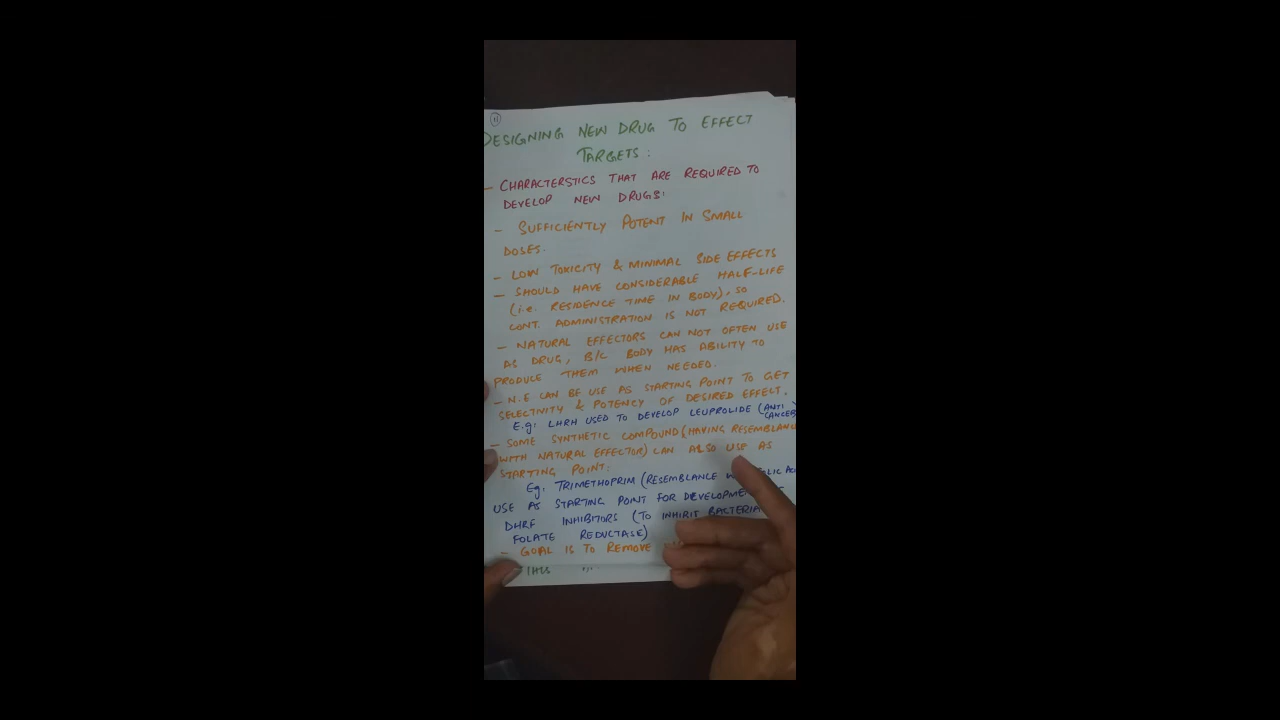 11
DESIGNING NEW DRUG TO EFFECT
TARGETS:
- CHARACTERSTICS THAT ARE REQUIRED TO
DEVELOP NEW DRUGS:
- SUFFICIENTLY POTENT IN SMALL
DOSES.
- LOW TOXICITY & MINIMAL SIDE EFFECTS
- SHOULD HAVE CONSIDERABLE HALF-LIFE
(i.e. RESIDENCE TIME IN BODY), SO
CONT. ADMINISTRATION IS NOT REQUIRED.
- NATURAL EFFECTORS CAN NOT OFTEN USE
AS DRUG, B/C BODY HAS ABILITY TO
PRODUCE THEM WHEN NEEDED.
- N.E CAN BE USE AS STARTING POINT TO GET
SELECTIVITY & POTENCY OF DESIRED EFFECT.
E.g: LHRH USED TO DEVELOP LEUPROLIDE (ANTI
CANCER)
- SOME SYNTHETIC COMPOUND (HAVING RESEMBLANC
WITH NATURAL EFFECTOR) CAN ALSO USE AS
STARTING POINT:
Eg. TRIMETHOPRIM (RESEMBLANCE
USE AS STARTING POINT FOR DEVELOPMEN
DHRF INHIBITORS (TO INHIRIT BACTERIA
FOLATE REDUCTASE)
- GOAL IS TO REMOVE